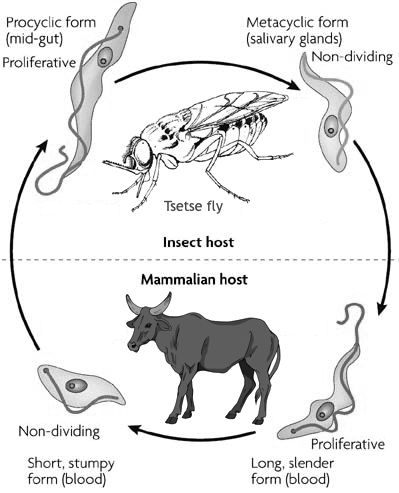 Procyclic form
(mid-gut)
Proliferative
Metacyclic form
(salivary glands)
Non-dividing
Tsetse fly
Insect host
Mammalian host
Non-dividing
Short, stumpy
form (blood)
Proliferative
Long, slender
form (blood)